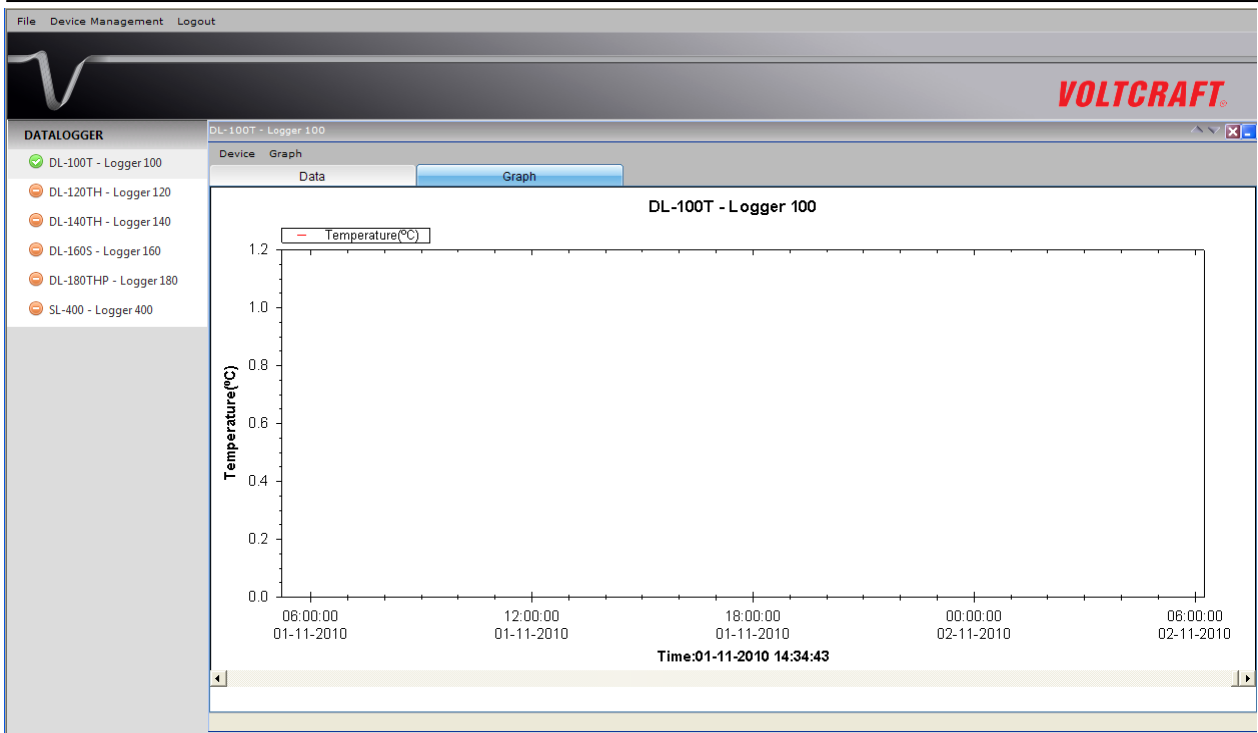 File Device Management Logout
VOLTCRAFT®
DATALOGGER
DL-100T - Logger 100
DL-120TH - Logger 120
DL-140TH - Logger 140
DL-160S - Logger 160
DL-180THP - Logger 180
SL-400 - Logger 400
DL-100T - Logger 100
Device Graph
Data Graph
DL-100T - Logger 100
Temperature(ºC)
1.2
1.0
0.8
0.6
0.4
0.2
0.0
Temperature(ºC)
06:00:00 12:00:00 18:00:00 00:00:00 06:00:00
01-11-2010 01-11-2010 01-11-2010 02-11-2010 02-11-2010
Time:01-11-2010 14:34:43